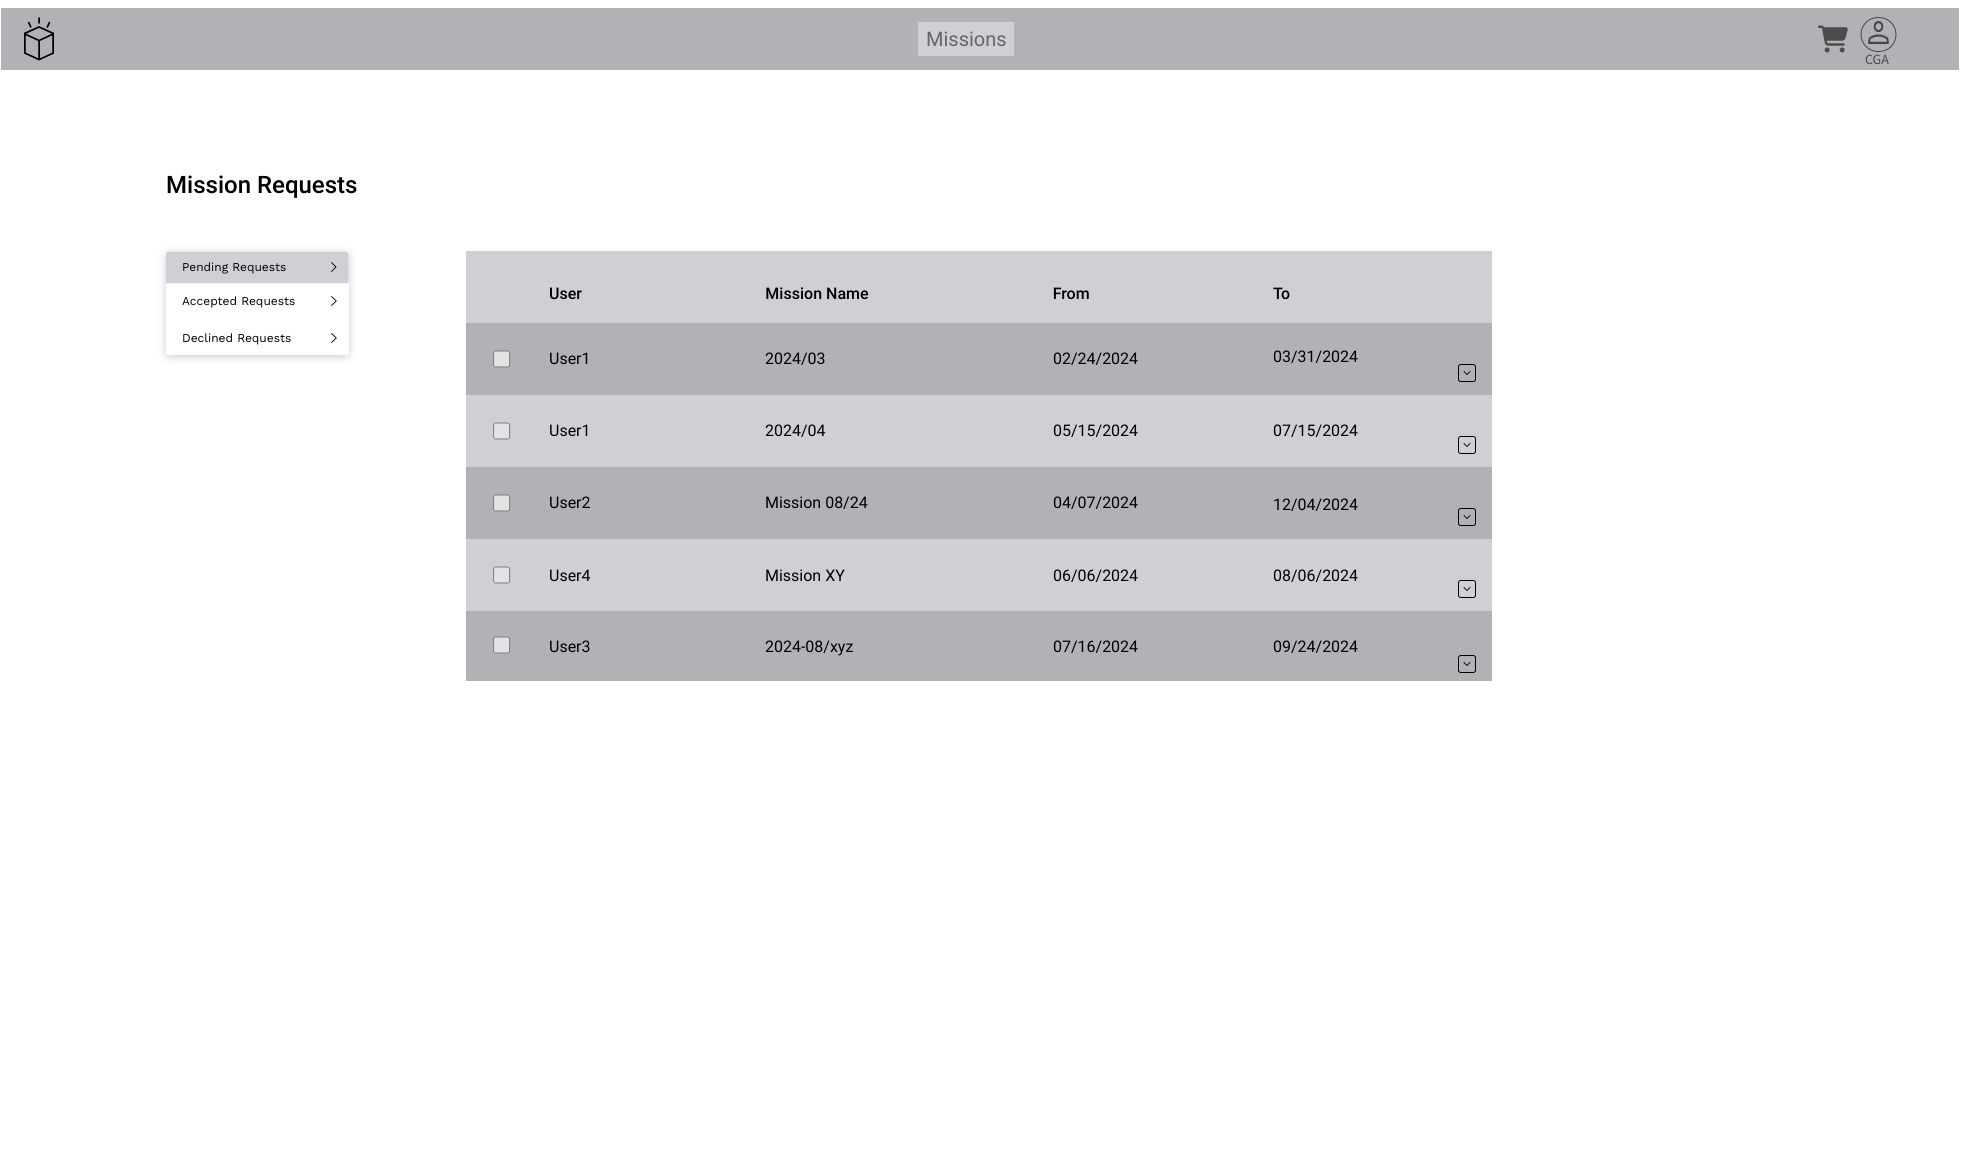 Missions
CGA
Mission Requests
Pending Requests
Accepted Requests
Declined Requests
User Mission Name From To
User1 2024/03 02/24/2024 03/31/2024
User1 2024/04 05/15/2024 07/15/2024
User2 Mission 08/24 04/07/2024 12/04/2024
User4 Mission XY 06/06/2024 08/06/2024
User3 2024-08/xyz 07/16/2024 09/24/2024